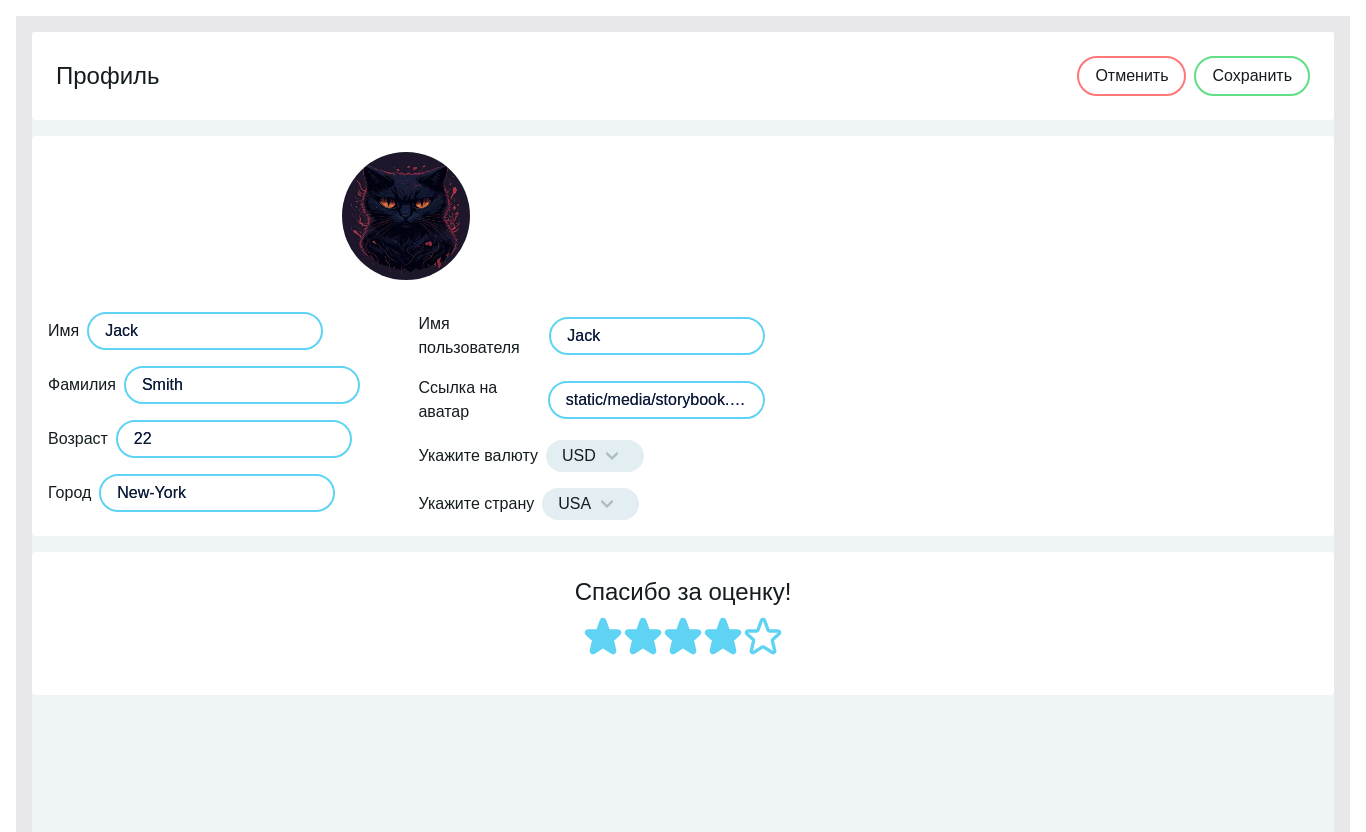 Профиль
Отменить
Сохранить
Имя
Jack
Фамилия
Smith
Возраст
22
Город
New-York
Имя
пользователя
Jack
Ссылка на
аватар
static/media/storybook.…
Укажите валюту
USD
Укажите страну
USA
Спасибо за оценку!